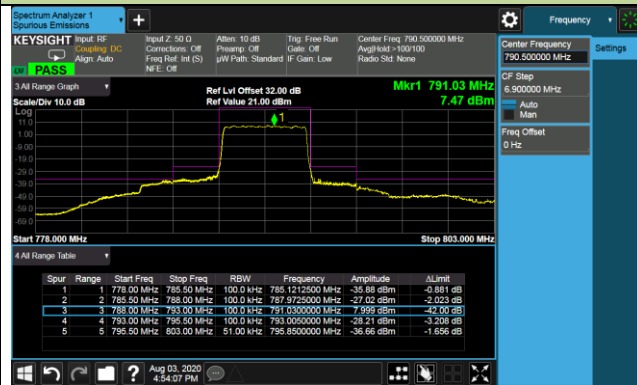 Spectrum Analyzer 1
Spurious Emissions
Frequency
KEYSIGHT Input: RF
Coupling: DC
Align: Auto
Input Z: 50 Ω
Corrections: Off
Freq Ref: Int (S)
NFE: Off
Atten: 10 dB
Preamp: Off
µW Path: Standard
Trig: Free Run
Gate: Off
IF Gain: Low
Center Freq: 790.500000 MHz
Avg|Hold:>100/100
Radio Std: None
PASS
Center Frequency
790.500000 MHz
Settings
CF Step
6.900000 MHz
Auto
Man
Freq Offset
0 Hz
3 All Range Graph
Scale/Div 10.0 dB
Ref Lvl Offset 32.00 dB
Ref Value 21.00 dBm
Mkr1 791.03 MHz
7.47 dBm
Log
11.0
1.00
-9.00
-19.0
-29.0
-39.0
-49.0
-59.0
-69.0
1
Start 778.000 MHz
Stop 803.000 MHz
4 All Range Table
Spur Range Start Freq Stop Freq RBW Frequency Amplitude ΔLimit
1 1 778.00 MHz 785.50 MHz 100.0 kHz 785.1212500 MHz -35.88 dBm -0.881 dB
2 2 785.50 MHz 788.00 MHz 100.0 kHz 787.9725000 MHz -27.02 dBm -2.023 dB
3 3 788.00 MHz 793.00 MHz 100.0 kHz 791.0300000 MHz 7.999 dBm -42.00 dB
4 4 793.00 MHz 795.50 MHz 100.0 kHz 793.0050000 MHz -28.21 dBm -3.208 dB
5 5 795.50 MHz 803.00 MHz 51.00 kHz 795.8500000 MHz -36.66 dBm -1.656 dB
Aug 03, 2020
4:54:07 PM